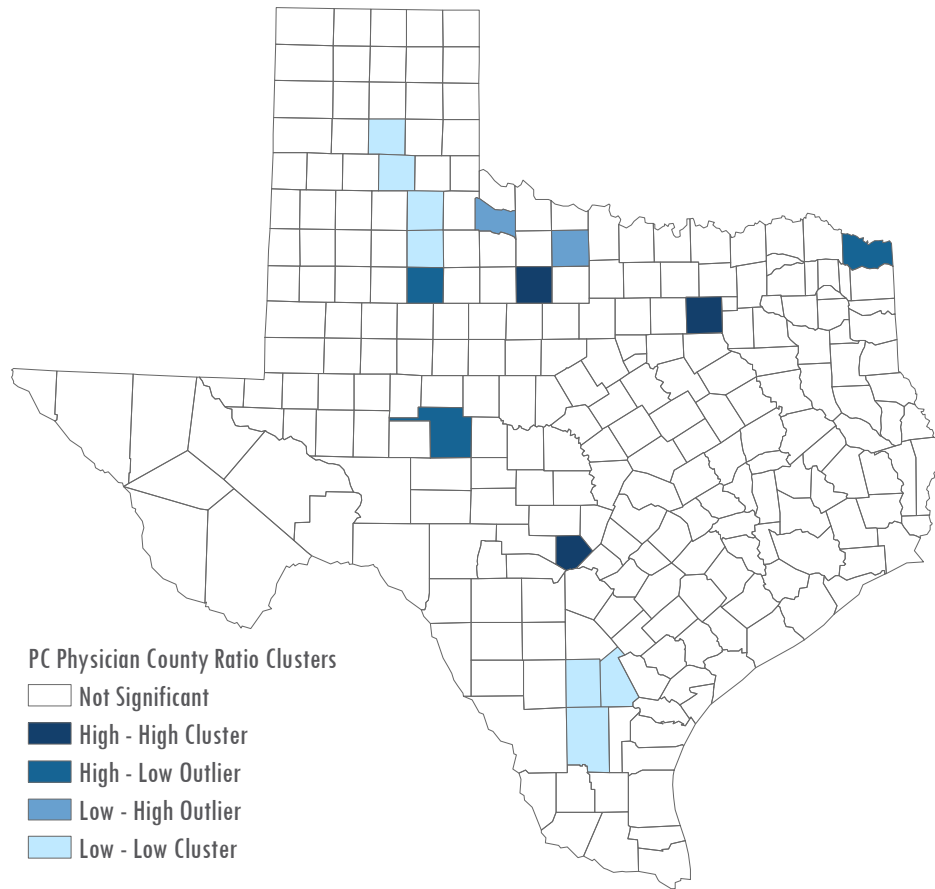 PC Physician County Ratio Clusters
Not Significant
High - High Cluster
High - Low Outlier
Low - High Outlier
Low - Low Cluster